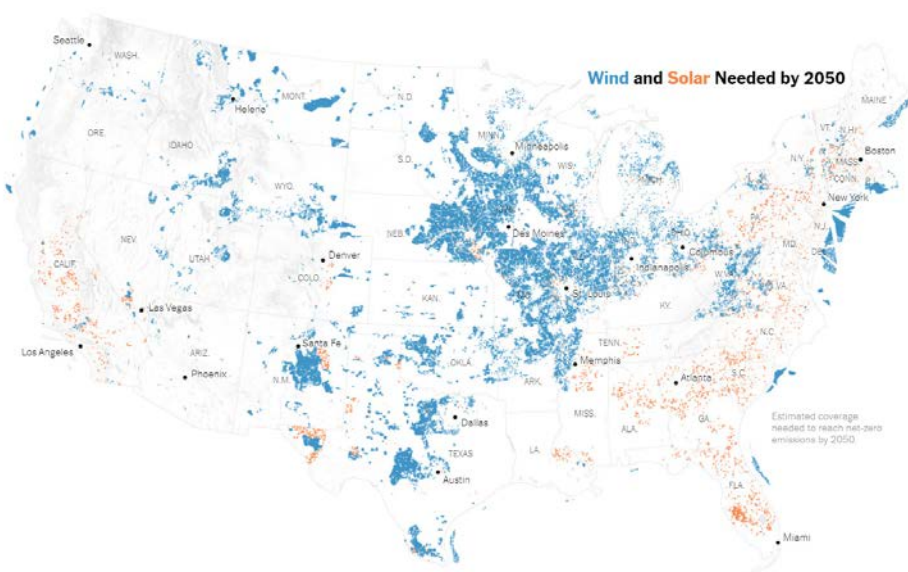 Wind and Solar Needed by 2050
Seattle
WASH.
MONT.
N.D.
MINN.
MAINE
Helena
ORE.
IDAHO
Minneapolis
VT.
N.H.
Boston
S.D.
WIS.
N.Y.
MASS.
CONN.
WYO.
MICH.
New York
NEV.
NEB.
Des Moines
PA.
N.J.
OHIO
Columbus
MD.
DEL.
UTAH
Denver
COLO.
Indianapolis
CALIF.
KAN.
MO.
St. Louis
W.VA.
VA.
KY.
Las Vegas
Los Angeles
ARIZ.
Santa Fe
TENN.
N.C.
Phoenix
N.M.
OKLA.
ARK.
Memphis
Atlanta
S.C.
MISS.
ALA.
GA.
Dallas
TEXAS
LA.
Austin
Estimated coverage
needed to reach net-zero
emissions by 2050
FLA.
Miami